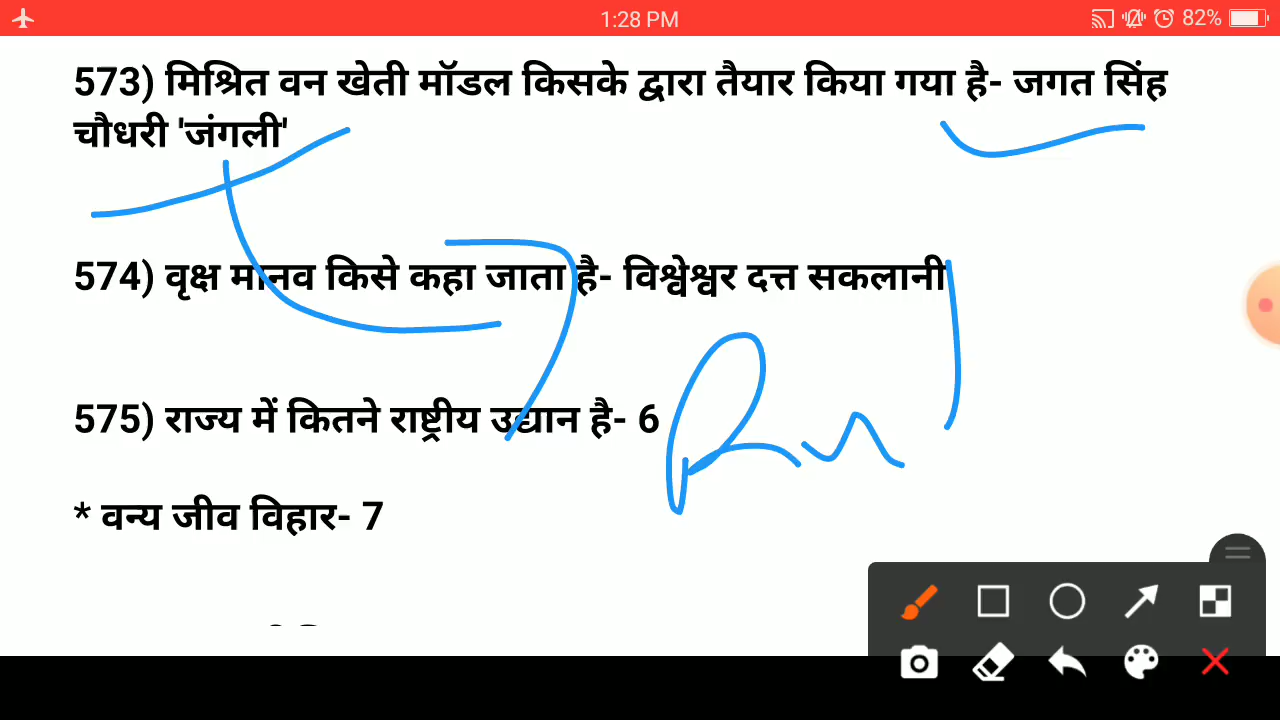 1:28 PM
82%
573) मिश्रित वन खेती मॉडल किसके द्वारा तैयार किया गया है- जगत सिंह
चौधरी 'जंगली'
574) वृक्ष मानव किसे कहा जाता है- विश्वेश्वर दत्त सकलानी
575) राज्य में कितने राष्ट्रीय उद्यान है- 6
* वन्य जीव विहार- 7